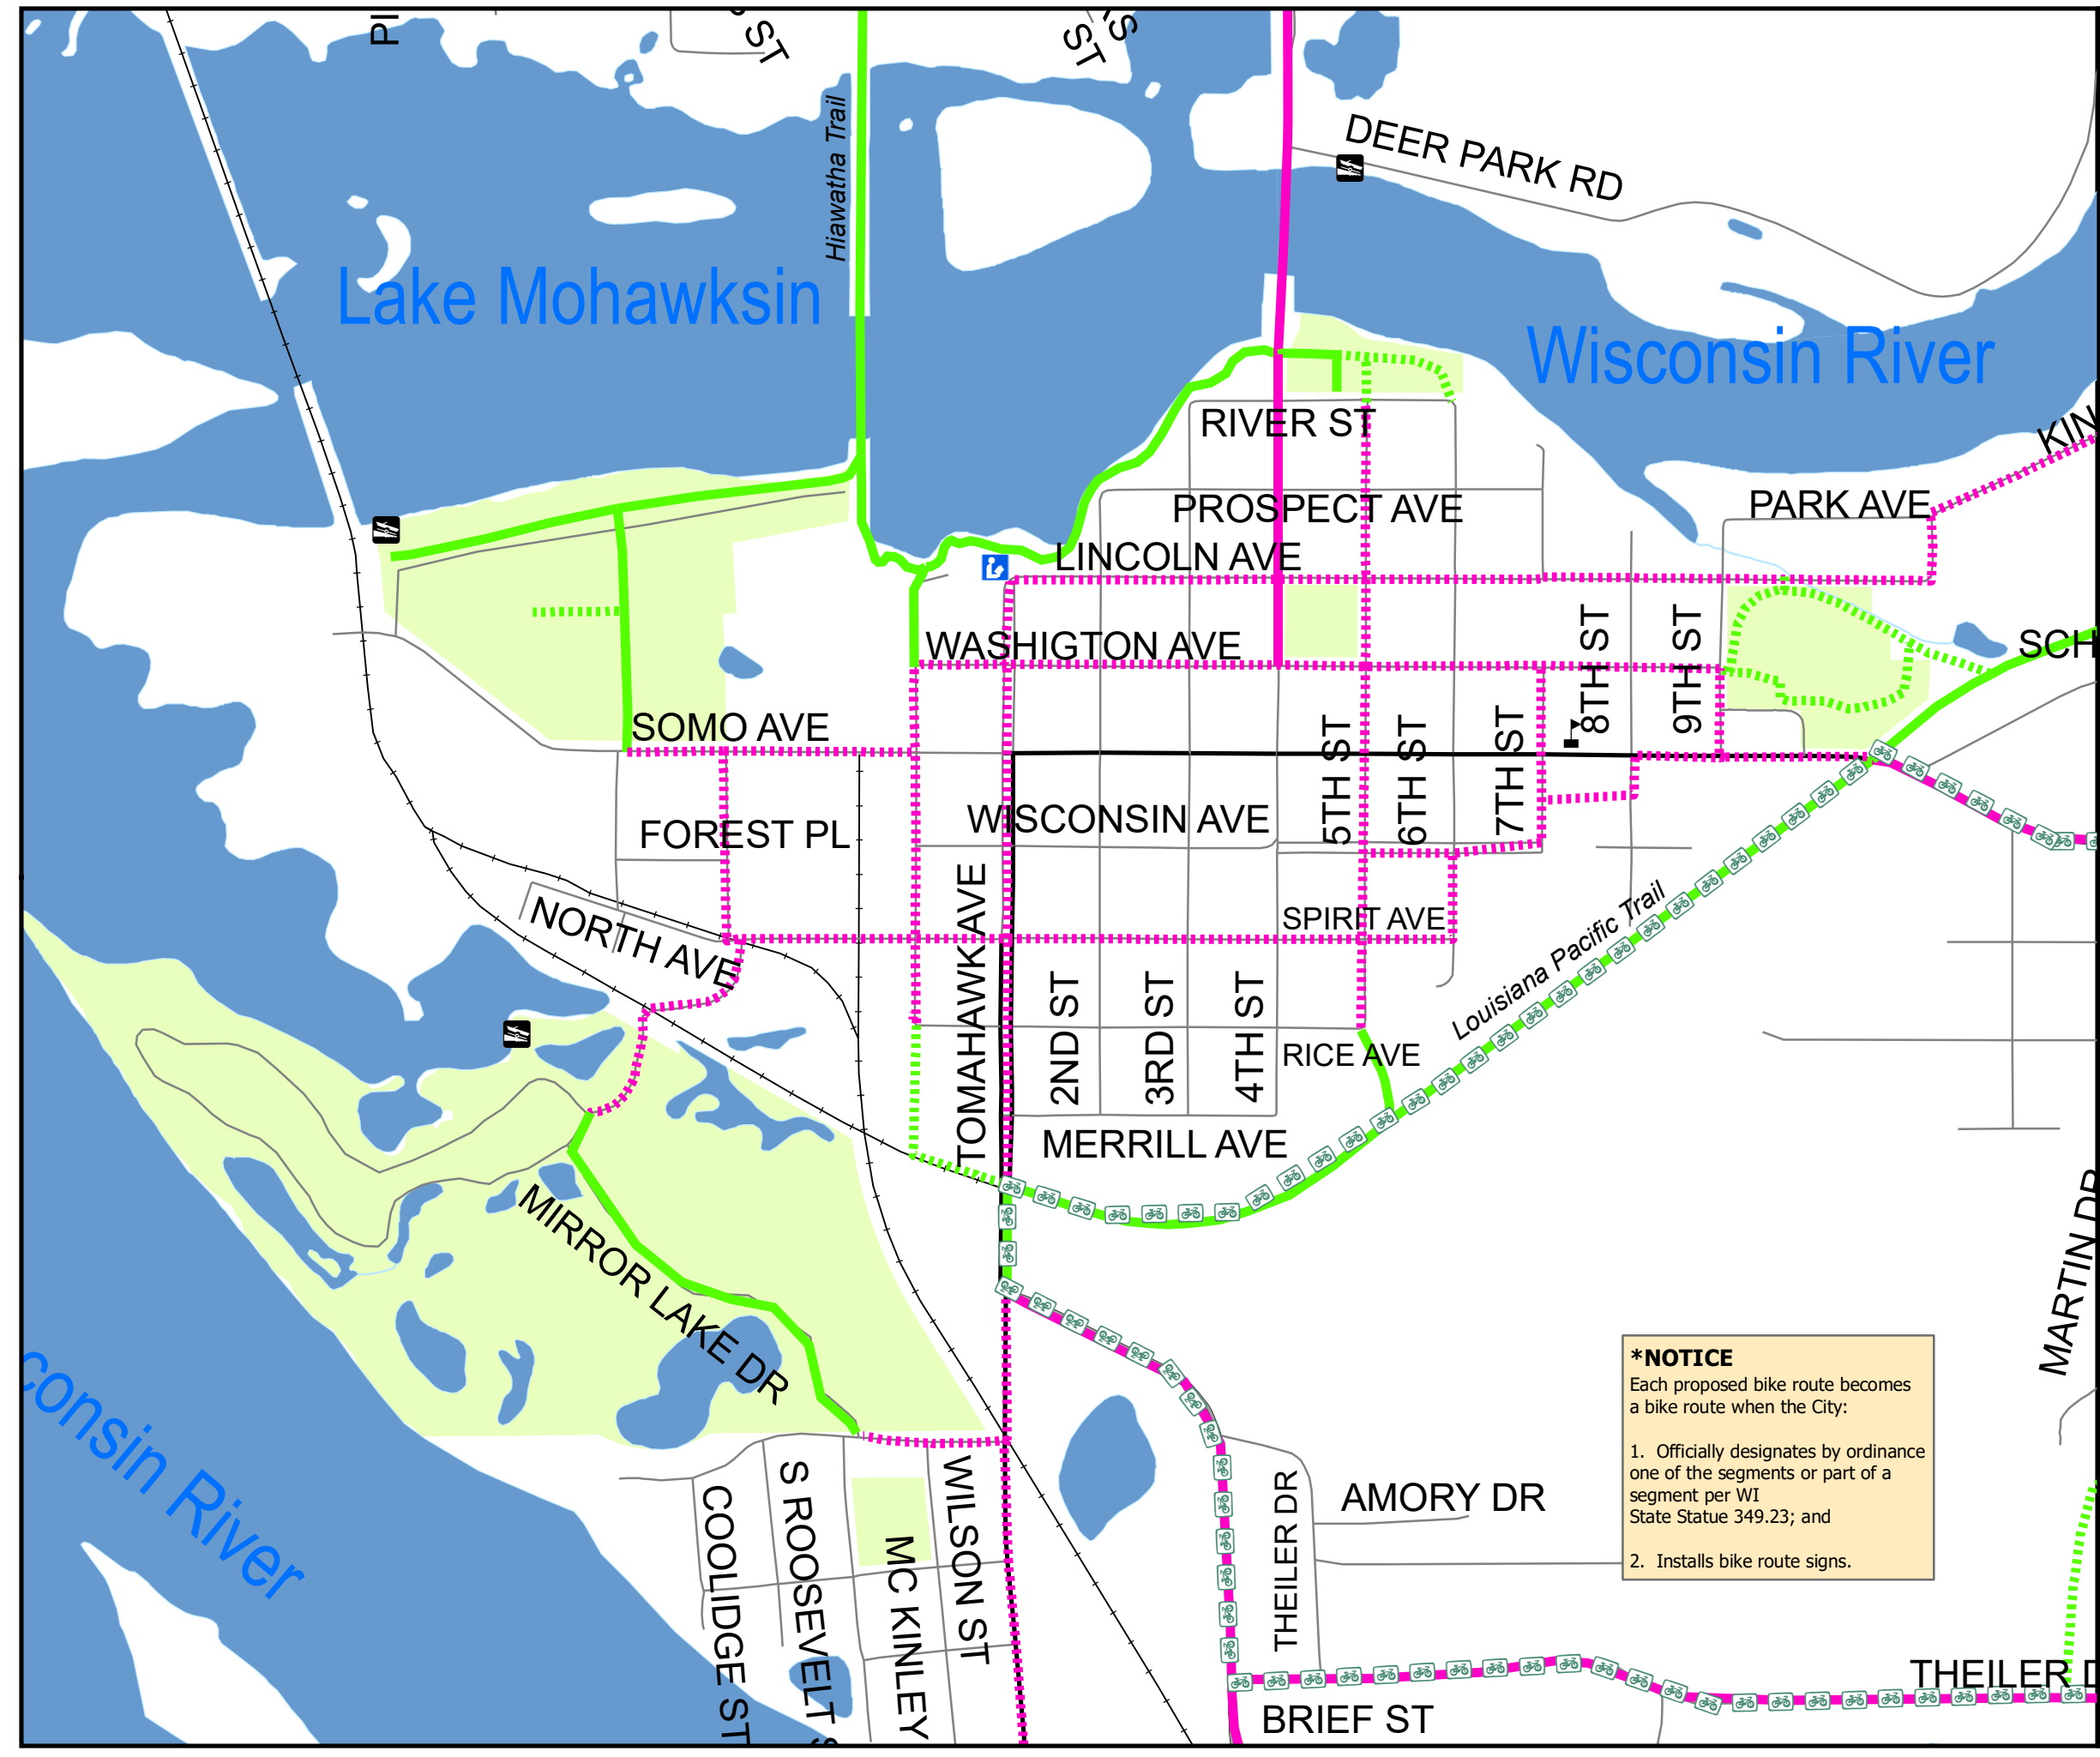 ST
ST
Hiawatha Trail
DEER PARK RD
Lake Mohawksin
Wisconsin River
RIVER ST
PROSPECT AVE
PARK AVE
LINCOLN AVE
WASHIGTON AVE
8TH ST
9TH ST
SOMO AVE
5TH ST
6TH ST
7TH ST
WISCONSIN AVE
FOREST PL
TOMAHAWK AVE
SPIRIT AVE
NORTH AVE
Louisiana Pacific Trail
2ND ST
3RD ST
4TH ST
RICE AVE
MERRILL AVE
MIRROR LAKE DR
MARTIN DR
consin River
*NOTICE
Each proposed bike route becomes
a bike route when the City:
1. Officially designates by ordinance
one of the segments or part of a
segment per WI
State Statue 349.23; and
2. Installs bike route signs.
COOLIDGE ST
S ROOSEVELT S
MC KINLEY
WILSON ST
THEILER DR
AMORY DR
THEILER D
BRIEF ST